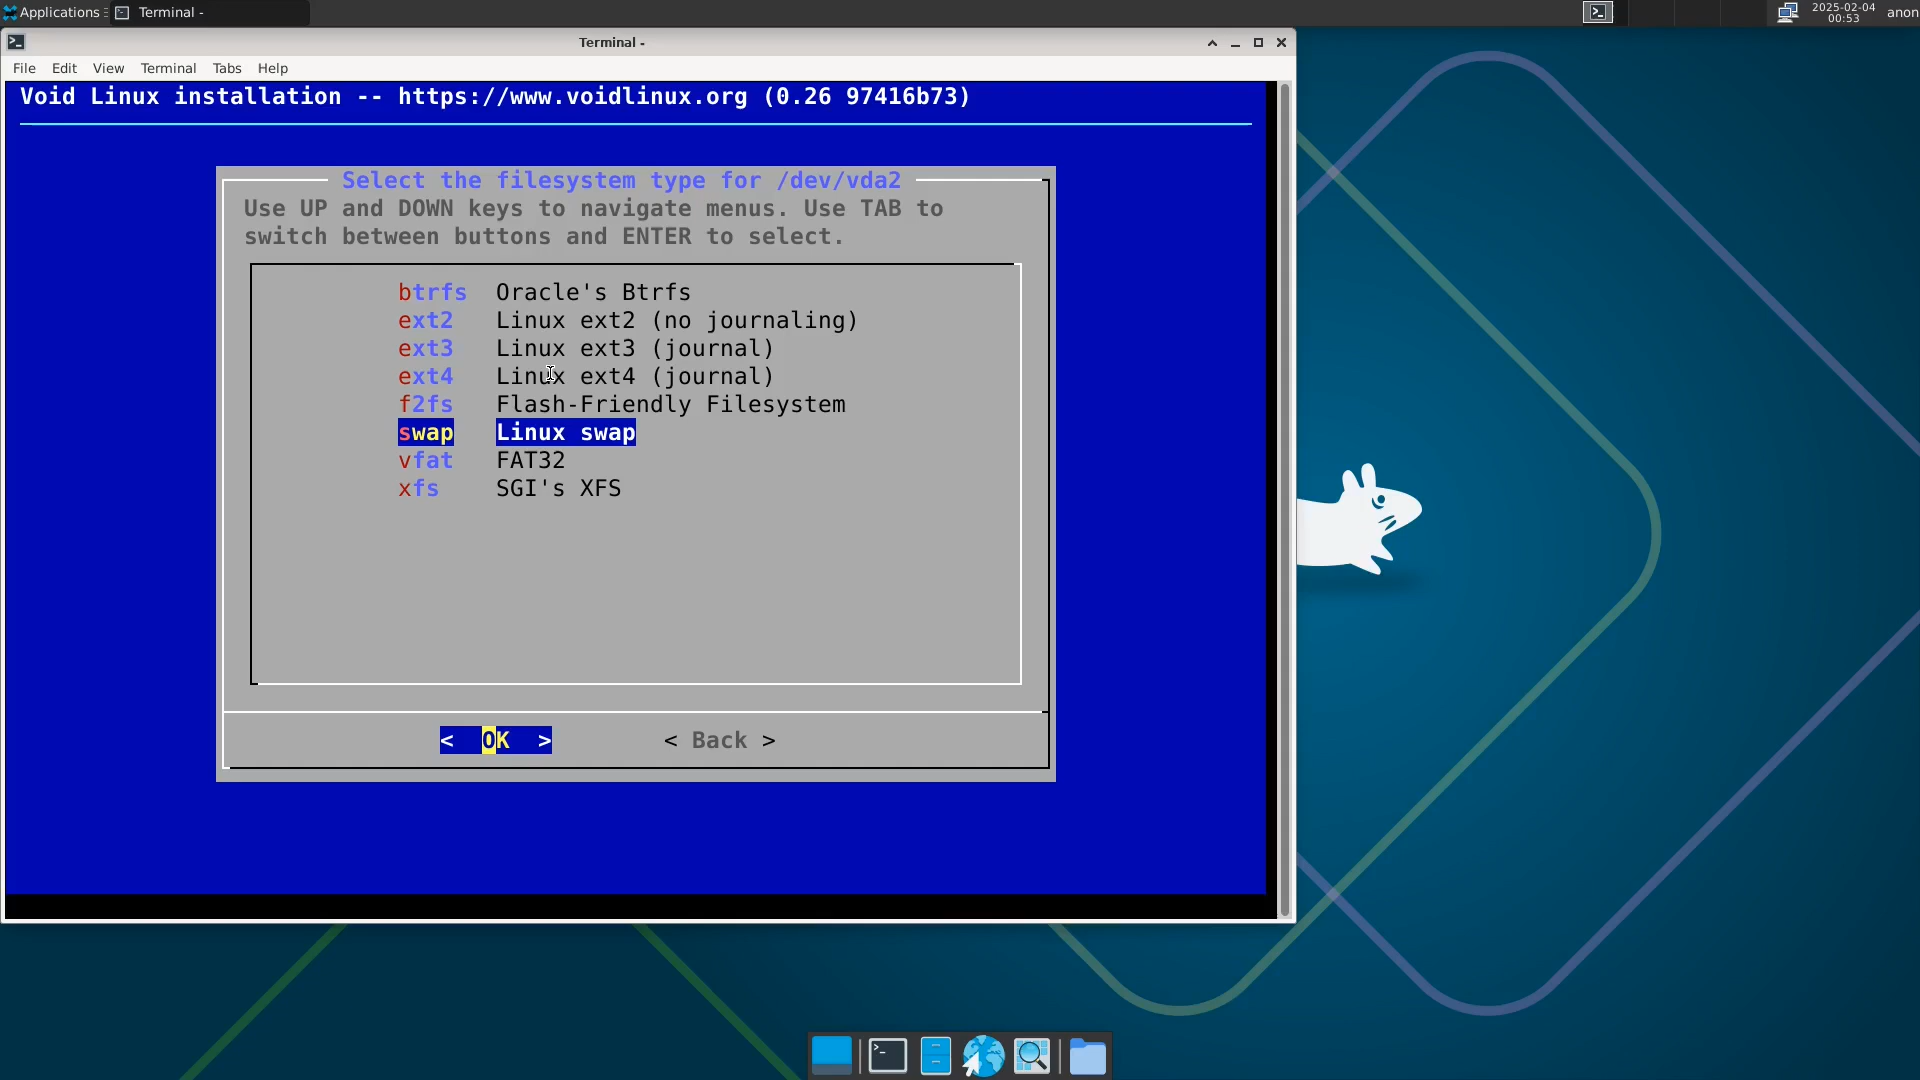 Applications
Terminal -
2025-02-04
00:53
anon
Terminal -
File Edit View Terminal Tabs Help
Void Linux installation -- https://www.voidlinux.org (0.26 97416b73)
Select the filesystem type for /dev/vda2
Use UP and DOWN keys to navigate menus. Use TAB to
switch between buttons and ENTER to select.
btrfs Oracle's Btrfs
ext2 Linux ext2 (no journaling)
ext3 Linux ext3 (journal)
ext4 Linux ext4 (journal)
f2fs Flash-Friendly Filesystem
swap Linux swap
vfat FAT32
xfs SGI's XFS
< OK > < Back >